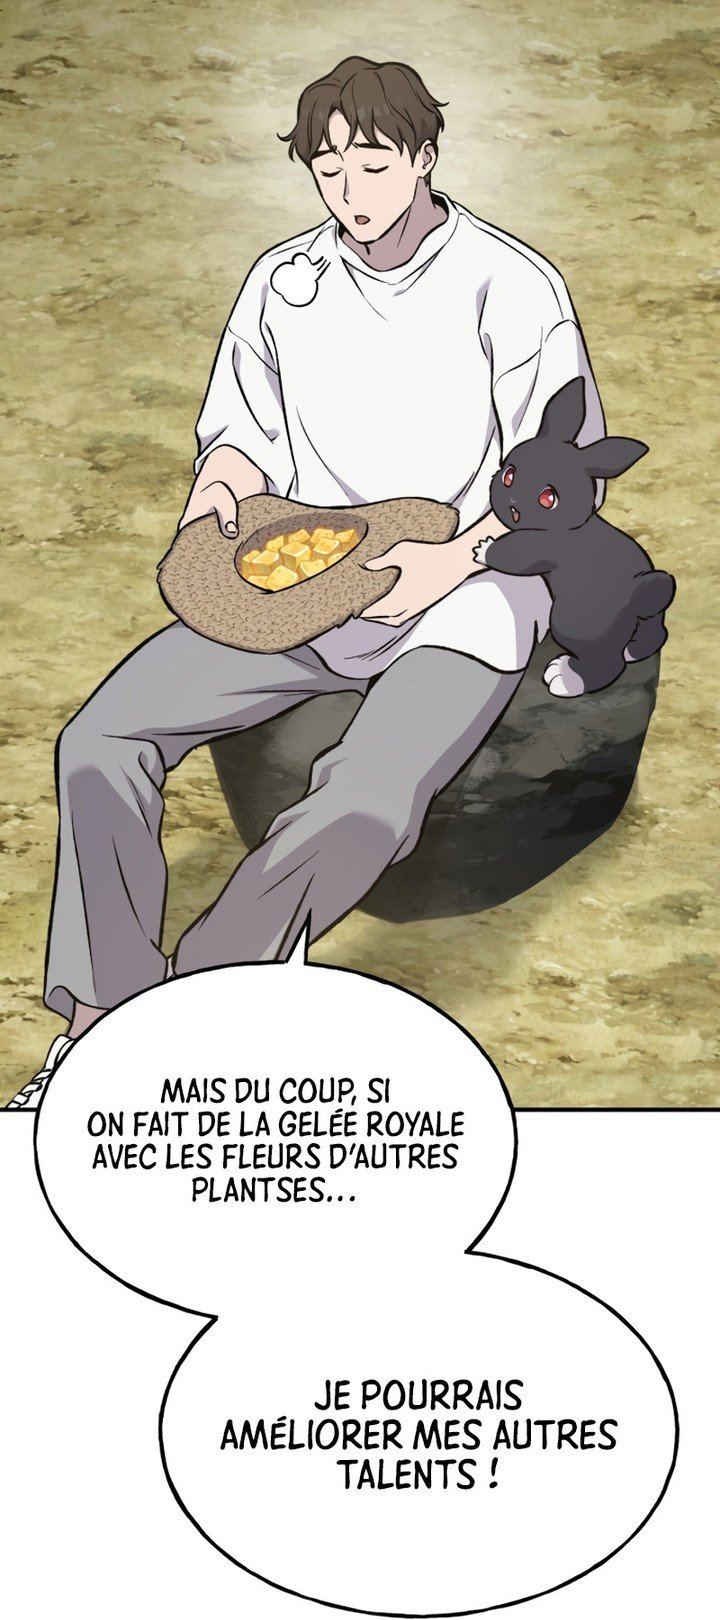 MAIS DU COUP, SI
ON FAIT DE LA GELÉE ROYALE
AVEC LES FLEURS D'AUTRES
PLANTSES...
JE POURRAIS
AMÉLIORER MES AUTRES
TALENTS !